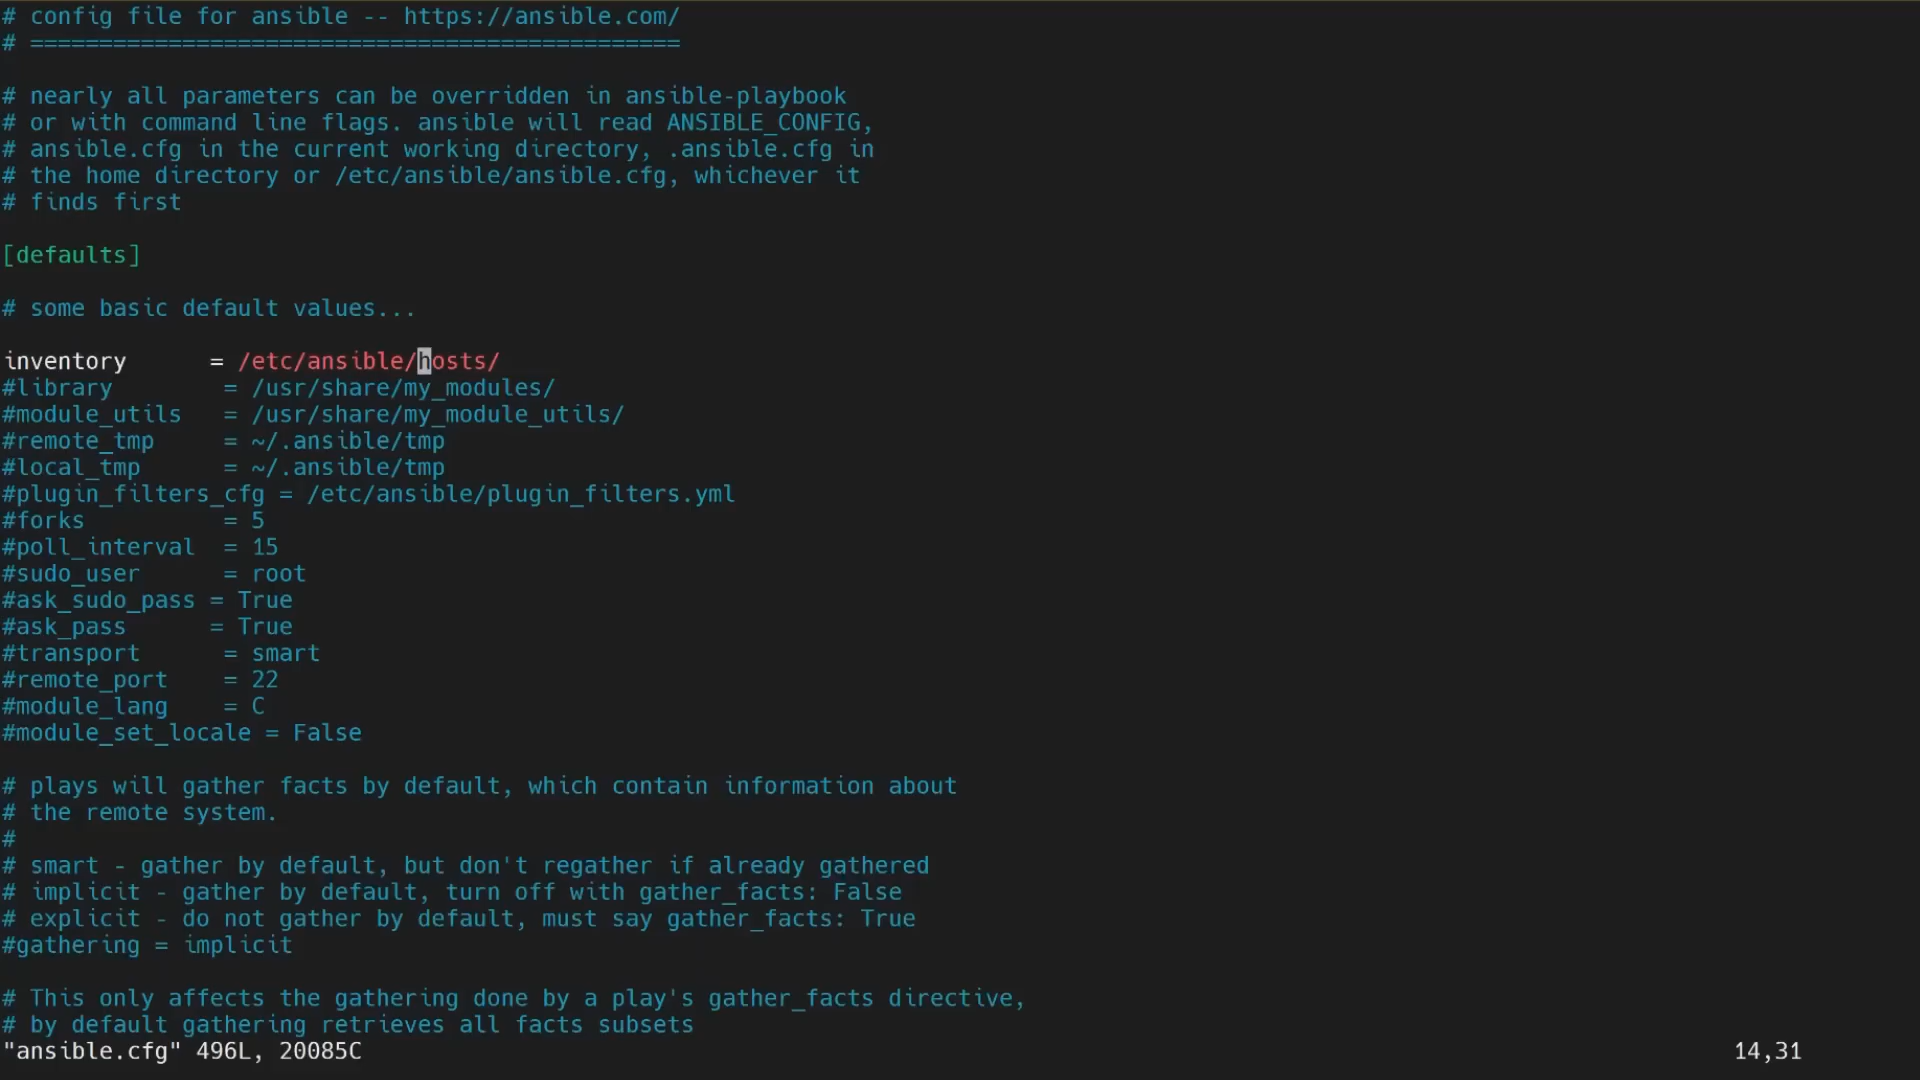 # config file for ansible -- https://ansible.com/
# ===============================================
# nearly all parameters can be overridden in ansible-playbook
# or with command line flags. ansible will read ANSIBLE_CONFIG,
# ansible.cfg in the current working directory, .ansible.cfg in
# the home directory or /etc/ansible/ansible.cfg, whichever it
# finds first
[defaults]
# some basic default values...
inventory      = /etc/ansible/hosts/
#library        = /usr/share/my_modules/
#module_utils   = /usr/share/my_module_utils/
#remote_tmp     = ~/.ansible/tmp
#local_tmp      = ~/.ansible/tmp
#plugin_filters_cfg = /etc/ansible/plugin_filters.yml
#forks          = 5
#poll_interval  = 15
#sudo_user      = root
#ask_sudo_pass = True
#ask_pass      = True
#transport      = smart
#remote_port    = 22
#module_lang    = C
#module_set_locale = False
# plays will gather facts by default, which contain information about
# the remote system.
#
# smart - gather by default, but don't regather if already gathered
# implicit - gather by default, turn off with gather_facts: False
# explicit - do not gather by default, must say gather_facts: True
#gathering = implicit
# This only affects the gathering done by a play's gather_facts directive,
# by default gathering retrieves all facts subsets
"ansible.cfg" 496L, 20085C 14,31